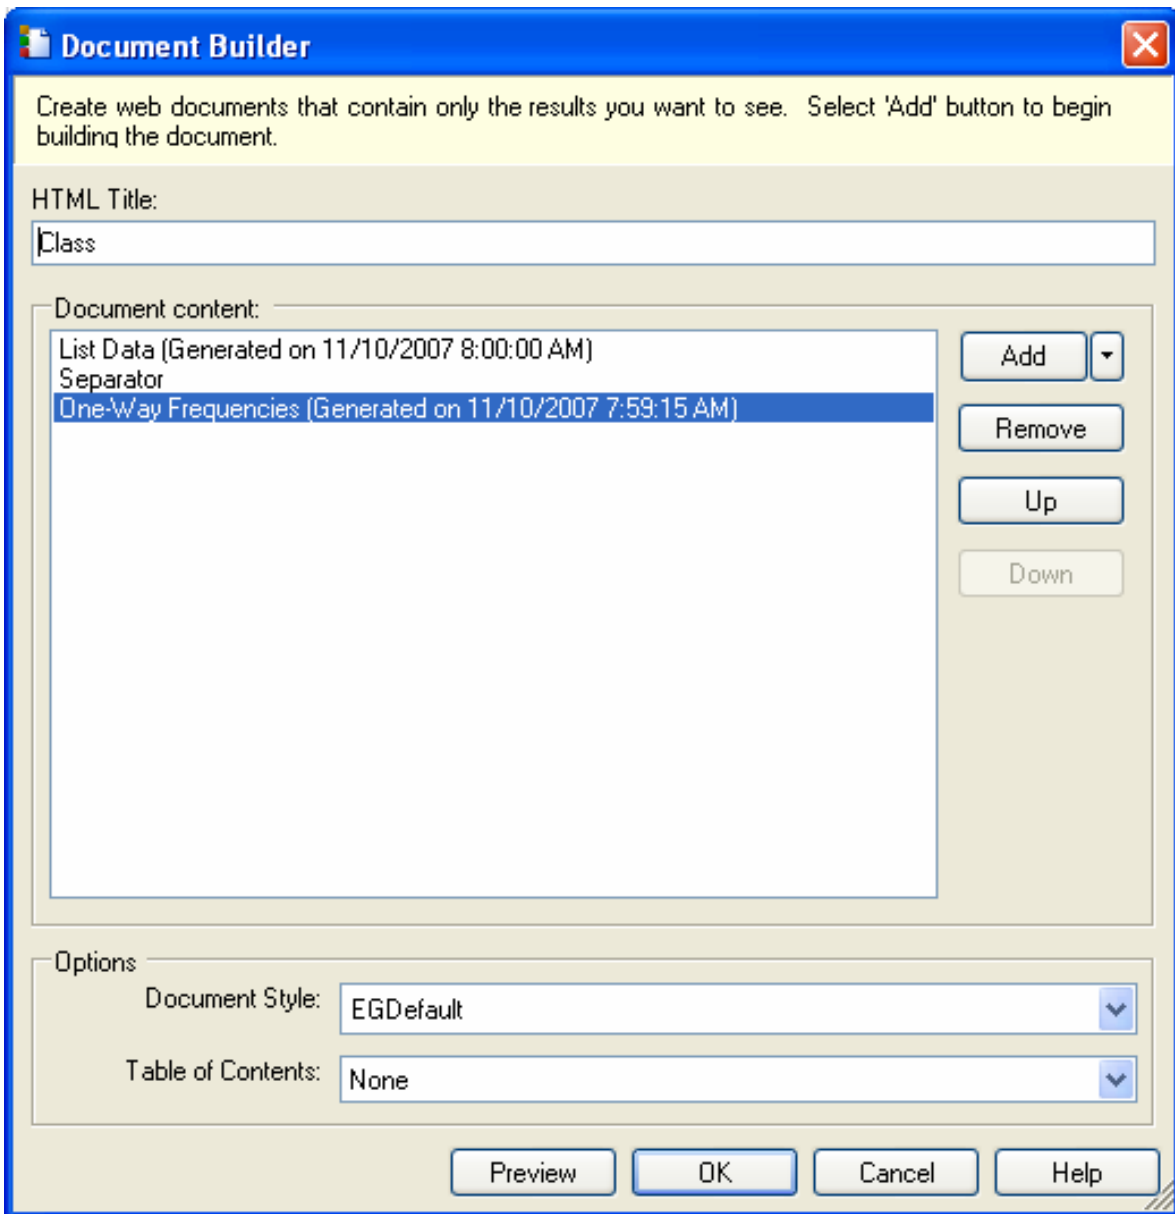 Document Builder
Create web documents that contain only the results you want to see.  Select 'Add' button to begin
building the document.
HTML Title:
Class
Document content:
List Data (Generated on 11/10/2007 8:00:00 AM)
Separator
One-Way Frequencies (Generated on 11/10/2007 7:59:15 AM)
Add
Remove
Up
Down
Options
Document Style: EGDefault
Table of Contents: None
Preview OK Cancel Help